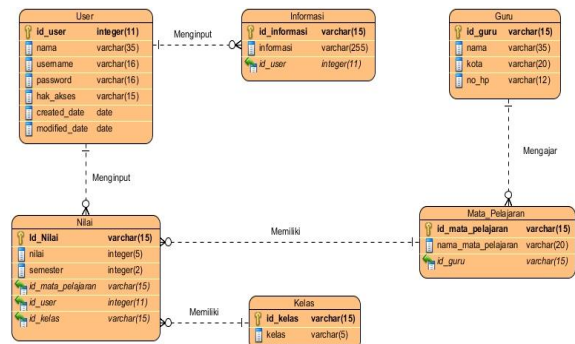 User
id_user integer(11)
nama varchar(35)
username varchar(16)
password varchar(16)
hak_akses varchar(15)
created_date date
modified_date date
Menginput
Informasi
id_informasi varchar(15)
informasi varchar(255)
id_user integer(11)
Guru
id_guru varchar(15)
nama varchar(35)
kota varchar(20)
no_hp varchar(12)
Menginput
Mengajar
Nilai
Id_Nilai varchar(15)
nilai integer(5)
semester integer(2)
id_mata_pelajaran varchar(15)
id_user integer(11)
id_kelas varchar(15)
Memiliki
Mata_Pelajaran
id_mata_pelajaran varchar(15)
nama_mata_pelajaran varchar(20)
id_guru varchar(15)
Memiliki
Kelas
id_kelas varchar(15)
kelas varchar(5)